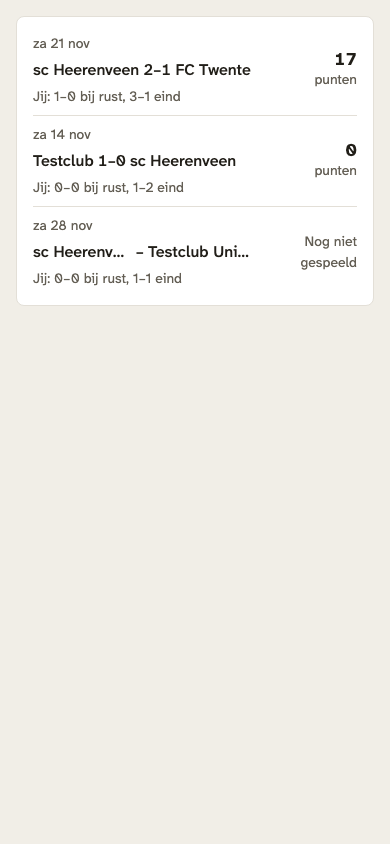 za 21 nov
sc Heerenveen 2–1 FC Twente
Jij: 1–0 bij rust, 3–1 eind
17
punten
za 14 nov
Testclub 1–0 sc Heerenveen
Jij: 0–0 bij rust, 1–2 eind
0
punten
za 28 nov
sc Heerenv... – Testclub Uni...
Jij: 0–0 bij rust, 1–1 eind
Nog niet
gespeeld